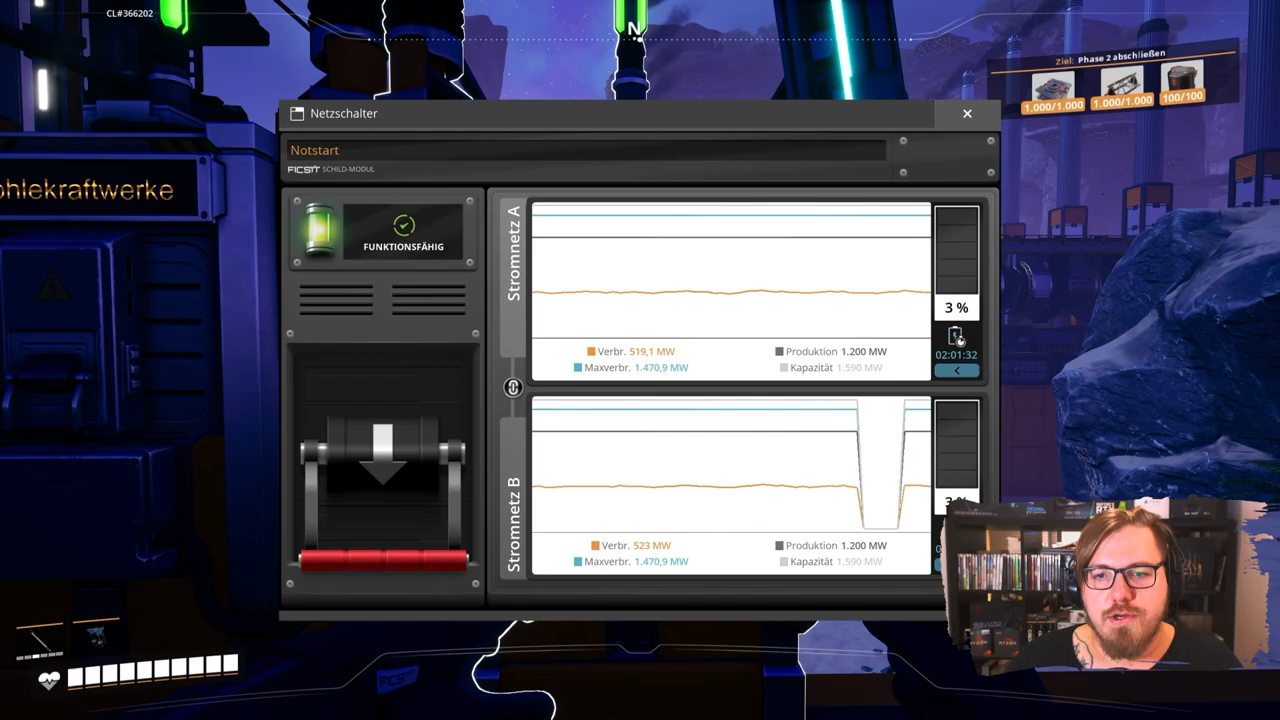 CL#366202
N
Ziel: Phase 2 abschließen
1.000/1.000
1.000/1.000
100/100
Netzschalter
Notstart
FICSIT SCHILD-MODUL
ohlekraftwerke
FUNKTIONSFÄHIG
Stromnetz A
3 %
Verbr. 519,1 MW
Produktion 1.200 MW
Maxverbr. 1.470,9 MW
Kapazität 1.590 MW
02:01:32
Stromnetz B
Verbr. 523 MW
Produktion 1.200 MW
Maxverbr. 1.470,9 MW
Kapazität 1.590 MW